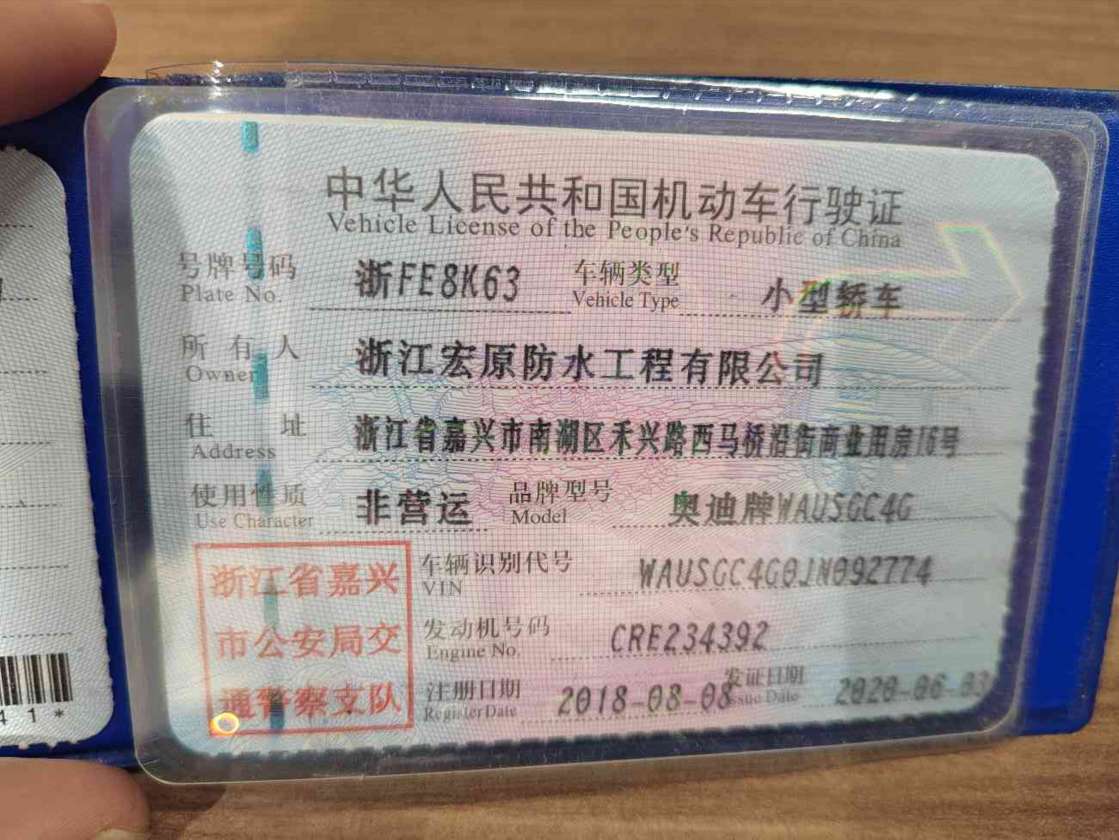 中华人民共和国机动车行驶证
Vehicle License of the People's Republic of China
号牌号码 浙FE8K63 车辆类型 小型轿车
Plate No. Vehicle Type
所有人 浙江宏原防水工程有限公司
Owner
住址 浙江省嘉兴市南湖区禾兴路西马桥沿街商业用房16号
Address
使用性质 非营运 品牌型号 奥迪牌WAUSGC4G
Use Character Model
浙江省嘉兴
市公安局交
通警察支队
车辆识别代号 WAUSGC4G0JN092774
VIN
发动机号码 CRE234392
Engine No.
注册日期 2018-08-08 发证日期 2020-06-03
Register Date Issue Date
41*